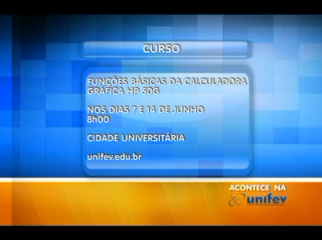 CURSO
FUNÇÕES BÁSICAS DA CALCULADORA
GRÁFICA HP 50G
NOS DIAS 7 E 14 DE JUNHO
8h00
CIDADE UNIVERSITÁRIA
unifev.edu.br
ACONTECE NA
unifev